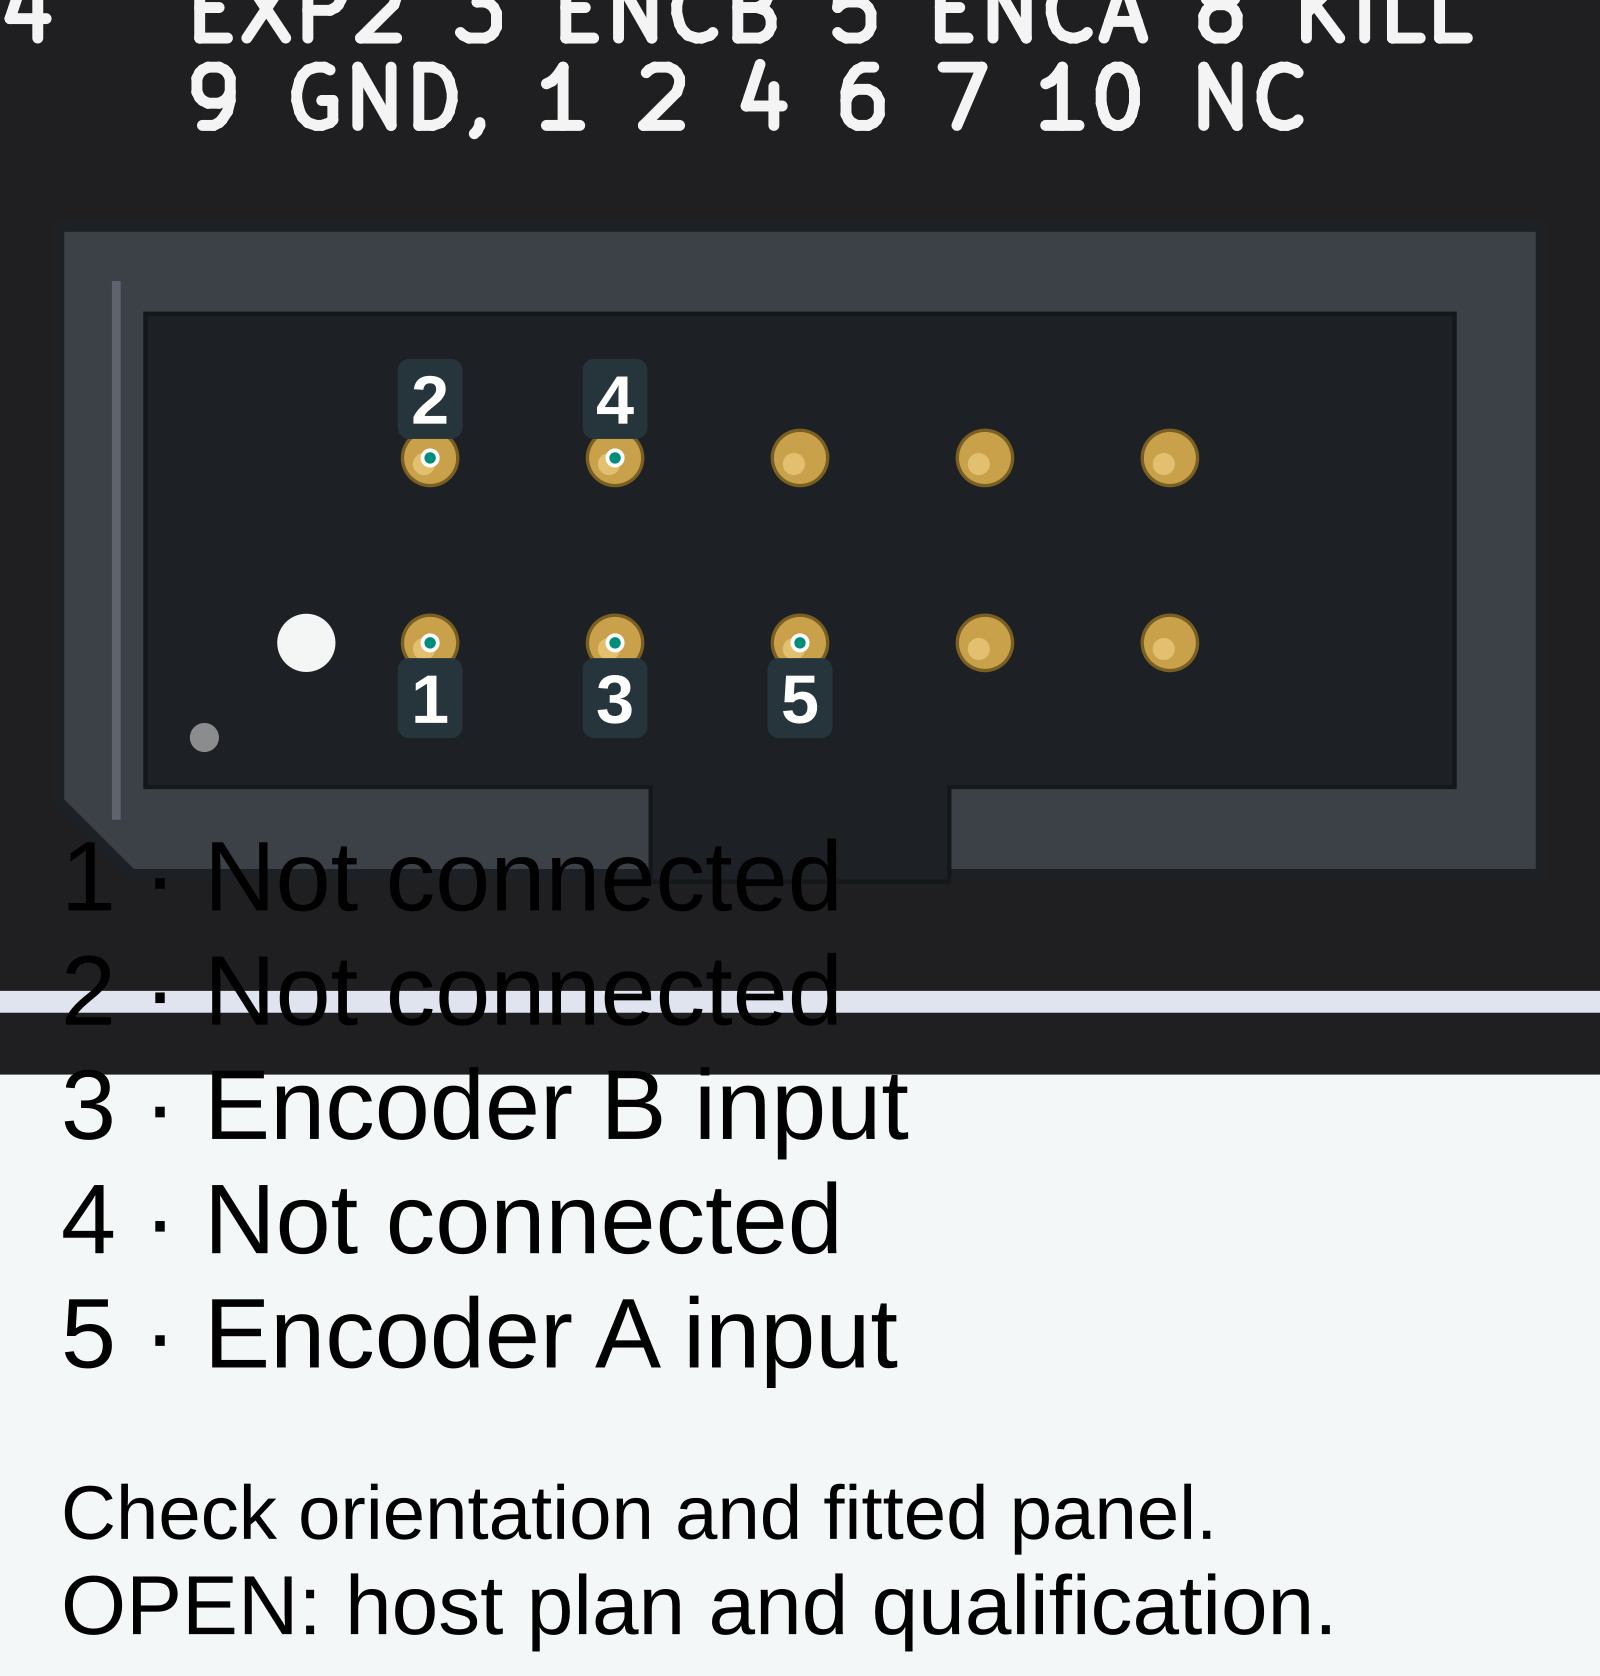 4 EXP2 3 ENCB 5 ENCA 8 KILL
9 GND, 1 2 4 6 7 10 NC
2 4
1 3 5
1 · Not connected
2 · Not connected
3 · Encoder B input
4 · Not connected
5 · Encoder A input
Check orientation and fitted panel.
OPEN: host plan and qualification.